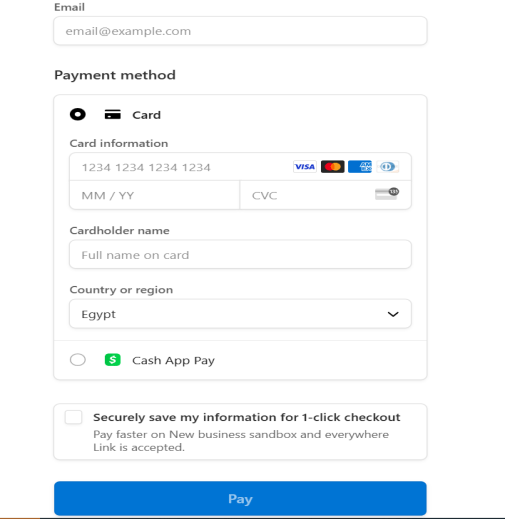 Email
email@example.com
Payment method
Card
Card information
1234 1234 1234 1234 VISA AM EX
MM / YY CVC
Cardholder name
Full name on card
Country or region
Egypt
$ Cash App Pay
Securely save my information for 1-click checkout
Pay faster on New business sandbox and everywhere
Link is accepted.
Pay